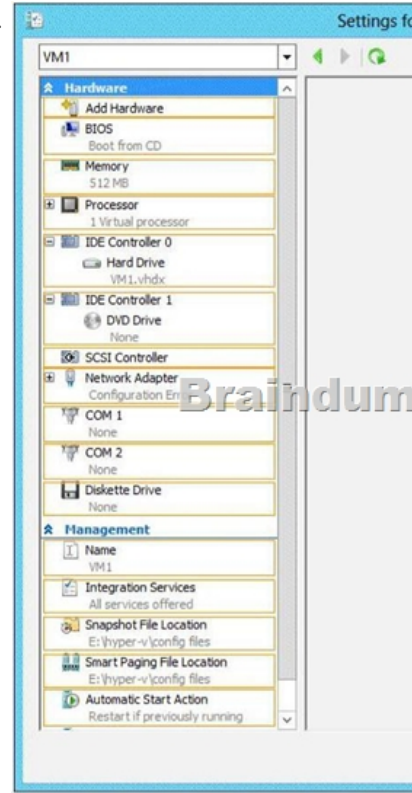 Settings fo
VM1
Hardware
Add Hardware
BIOS
Boot from CD
Memory
512 MB
Processor
1 Virtual processor
IDE Controller 0
Hard Drive
VM1.vhdx
IDE Controller 1
DVD Drive
None
SCSI Controller
Network Adapter
Configuration Er
Braindum
COM 1
None
COM 2
None
Diskette Drive
None
Management
Name
VM1
Integration Services
All services offered
Snapshot File Location
E:\hyper-v\config files
Smart Paging File Location
E:\hyper-v\config files
Automatic Start Action
Restart if previously running